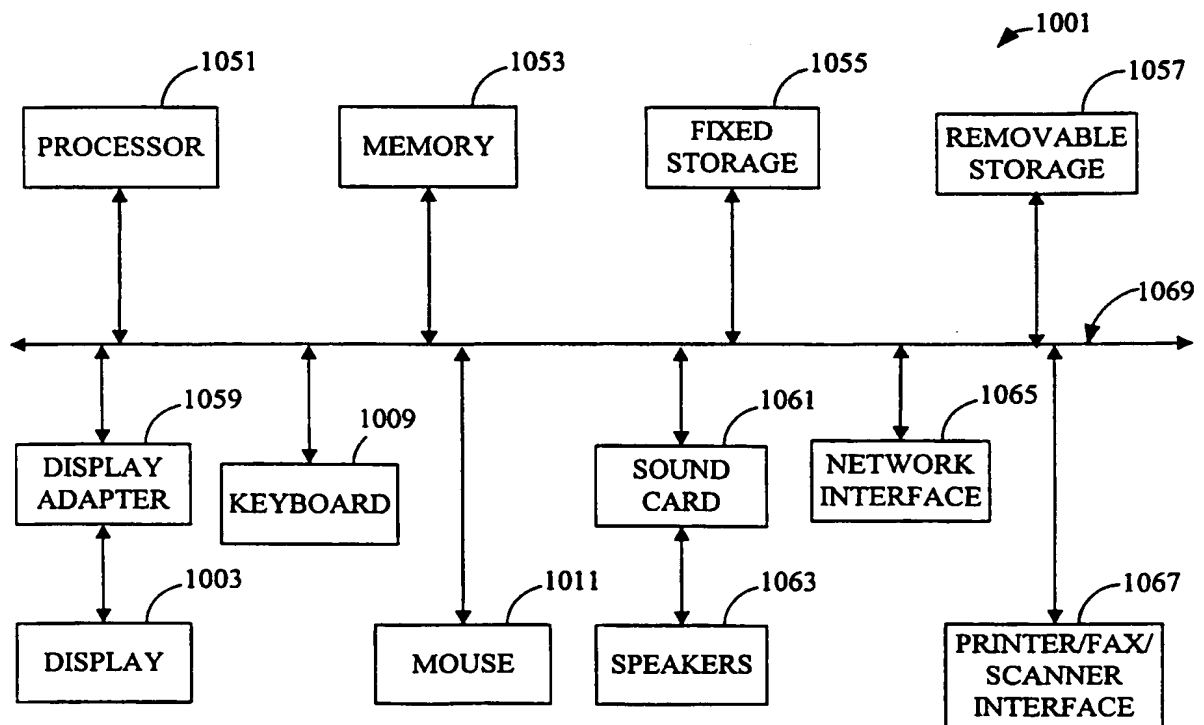 1001
1051
1053
1055
1057
PROCESSOR
MEMORY
FIXED
STORAGE
REMOVABLE
STORAGE
1069
1059
1009
1061
1065
DISPLAY
ADAPTER
KEYBOARD
SOUND
CARD
NETWORK
INTERFACE
1003
1011
1063
1067
DISPLAY
MOUSE
SPEAKERS
PRINTER/FAX/
SCANNER
INTERFACE